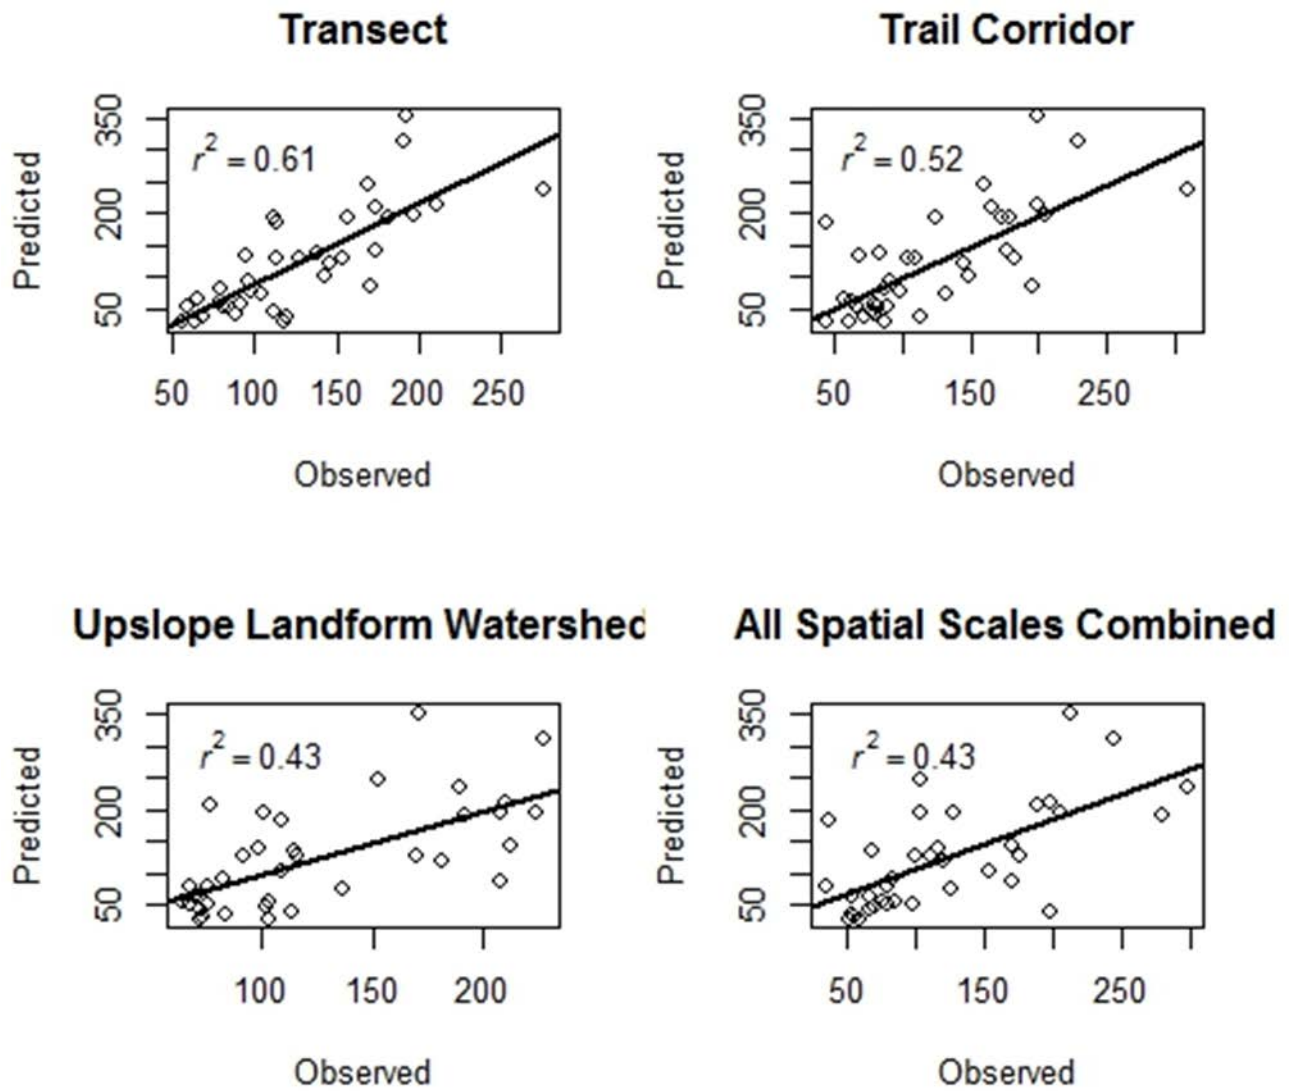 Transect
Predicted
350
200
50
r² = 0.61
50 100 150 200 250
Observed
Trail Corridor
Predicted
350
200
50
r² = 0.52
50 150 250
Observed
Upslope Landform Watershed
Predicted
350
200
50
r² = 0.43
100 150 200
Observed
All Spatial Scales Combined
Predicted
350
200
50
r² = 0.43
50 150 250
Observed